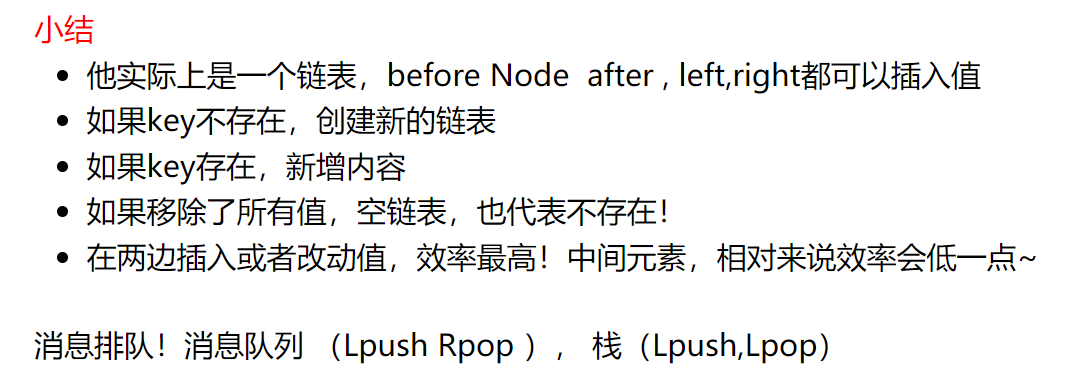 小结
他实际上是一个链表，before Node  after , left,right都可以插入值
如果key不存在，创建新的链表
如果key存在，新增内容
如果移除了所有值，空链表，也代表不存在！
在两边插入或者改动值，效率最高！中间元素，相对来说效率会低一点~
消息排队！消息队列 （Lpush Rpop ）， 栈（Lpush,Lpop）